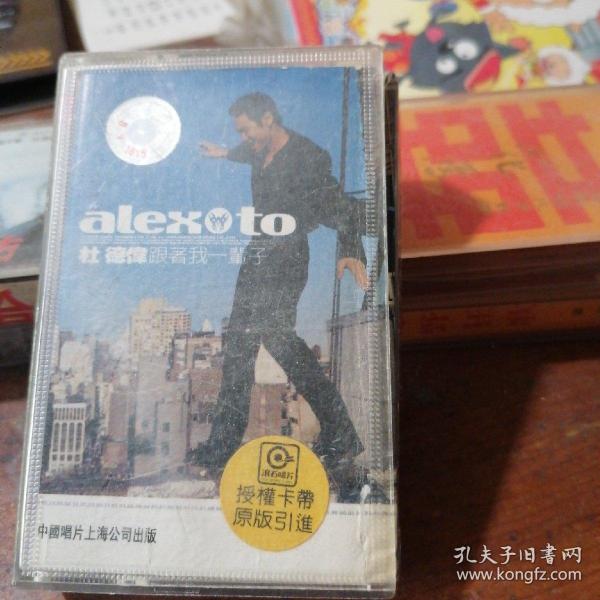 alex to
杜德偉跟著我一輩子
滾石唱片
授權卡帶
原版引進
中國唱片上海公司出版
孔夫子旧书网
www.kongfz.com